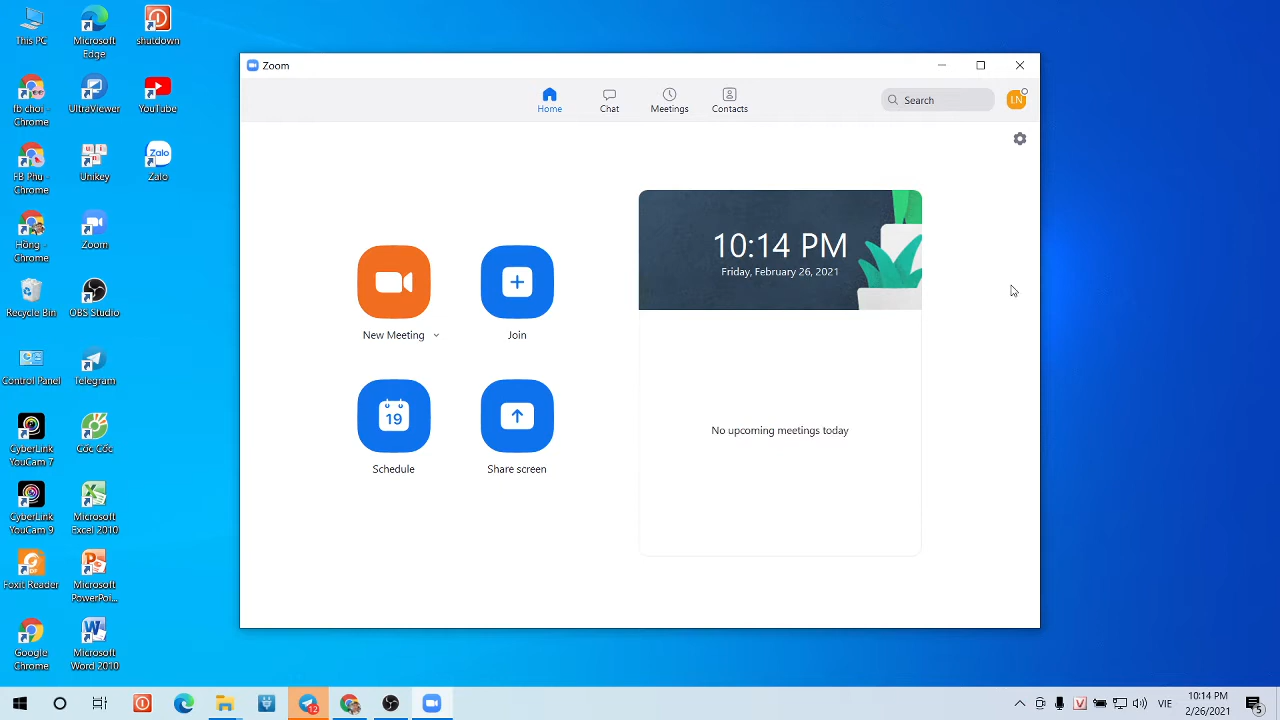 This PC
Microsoft
Edge
shutdown
fb choi -
Chrome
UltraViewer
YouTube
FB Phu -
Chrome
Unikey
Zalo
Zalo
Hồng -
Chrome
Zoom
Recycle Bin
OBS Studio
Control Panel
Telegram
CyberLink
YouCam 7
Cốc Cốc
CyberLink
YouCam 9
Microsoft
Excel 2010
Foxit Reader
Microsoft
PowerPoi...
Google
Chrome
Microsoft
Word 2010
Zoom
Home
Chat
Meetings
Contacts
Search
LN
New Meeting
Join
19
Schedule
Share screen
10:14 PM
Friday, February 26, 2021
No upcoming meetings today
12
V
VIE
10:14 PM
2/26/2021
5